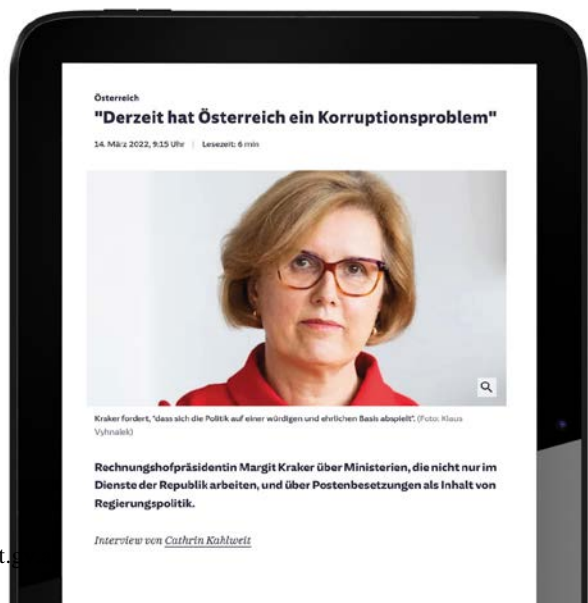 Österreich
"Derzeit hat Österreich ein Korruptionsproblem"
14. März 2022, 9:15 Uhr | Lesezeit: 6 min
Kraker fordert, "dass sich die Politik auf einer würdigen und ehrlichen Basis abspielt". (Foto: Klaus
Vyhnalek)
Rechnungshofpräsidentin Margit Kraker über Ministerien, die nicht nur im
Dienste der Republik arbeiten, und über Postenbesetzungen als Inhalt von
Regierungspolitik.
Interview von Cathrin Kahlweit